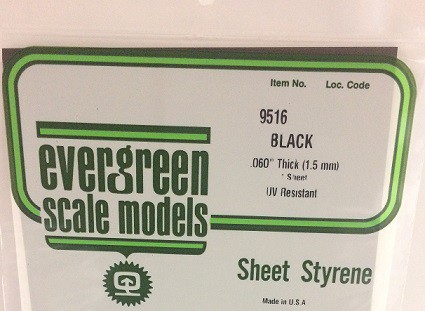 Item No. Loc. Code
9516
BLACK
.060" Thick (1.5 mm)
1 Sheet
UV Resistant
evergreen
scale models
Sheet Styrene
Made in U.S.A